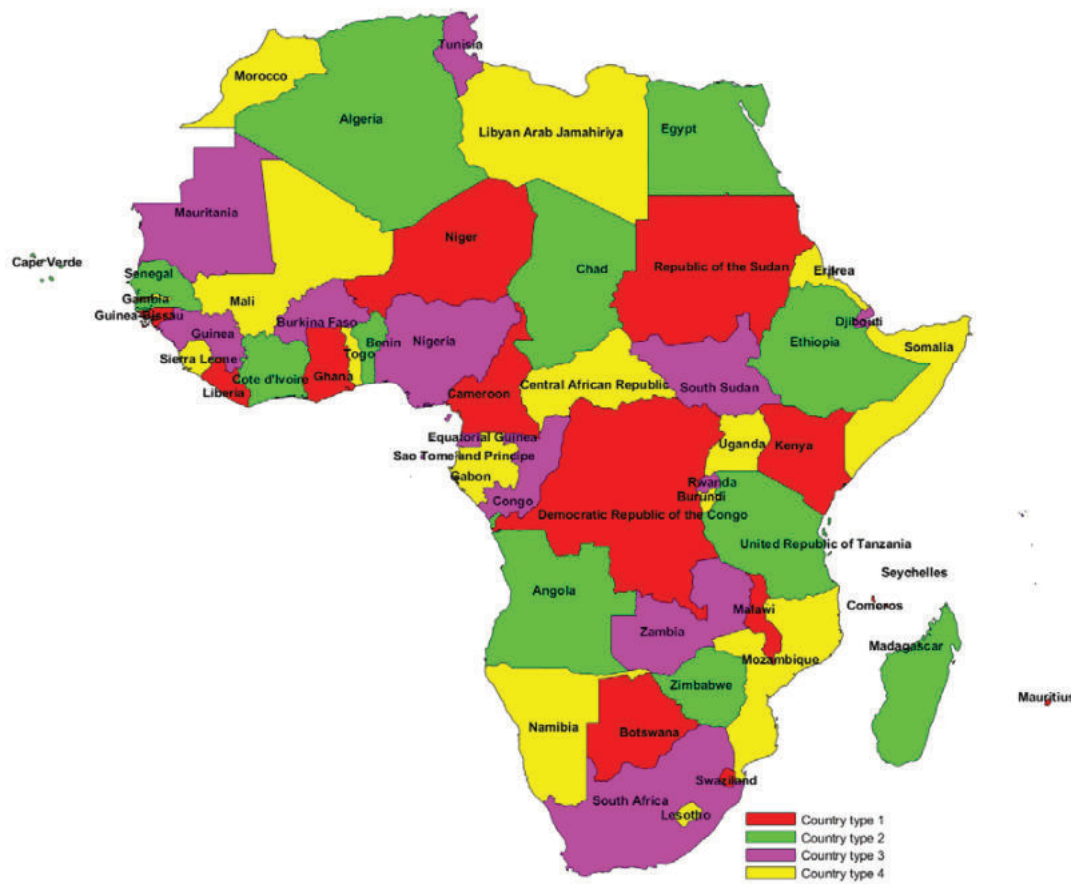 Tunisia
Morocco
Algeria
Libyan Arab Jamahiriya
Egypt
Mauritania
Niger
Cape Verde
Senegal
Chad
Republic of the Sudan
Eritrea
Gambia
Mali
Guinea-Bissau
Burkina Faso
Djibouti
Guinea
Nigeria
Benin
Ethiopia
Somalia
Sierra Leone
Togo
Cote d'Ivoire
Ghana
Central African Republic
South Sudan
Liberia
Cameroon
Equatorial Guinea
Uganda
Kenya
Sao Tome and Principe
Gabon
Rwanda
Burundi
Congo
Democratic Republic of the Congo
United Republic of Tanzania
Seychelles
Angola
Malawi
Comoros
Zambia
Madagascar
Mozambique
Zimbabwe
Mauritius
Namibia
Botswana
Swaziland
South Africa
Lesotho
Country type 1
Country type 2
Country type 3
Country type 4